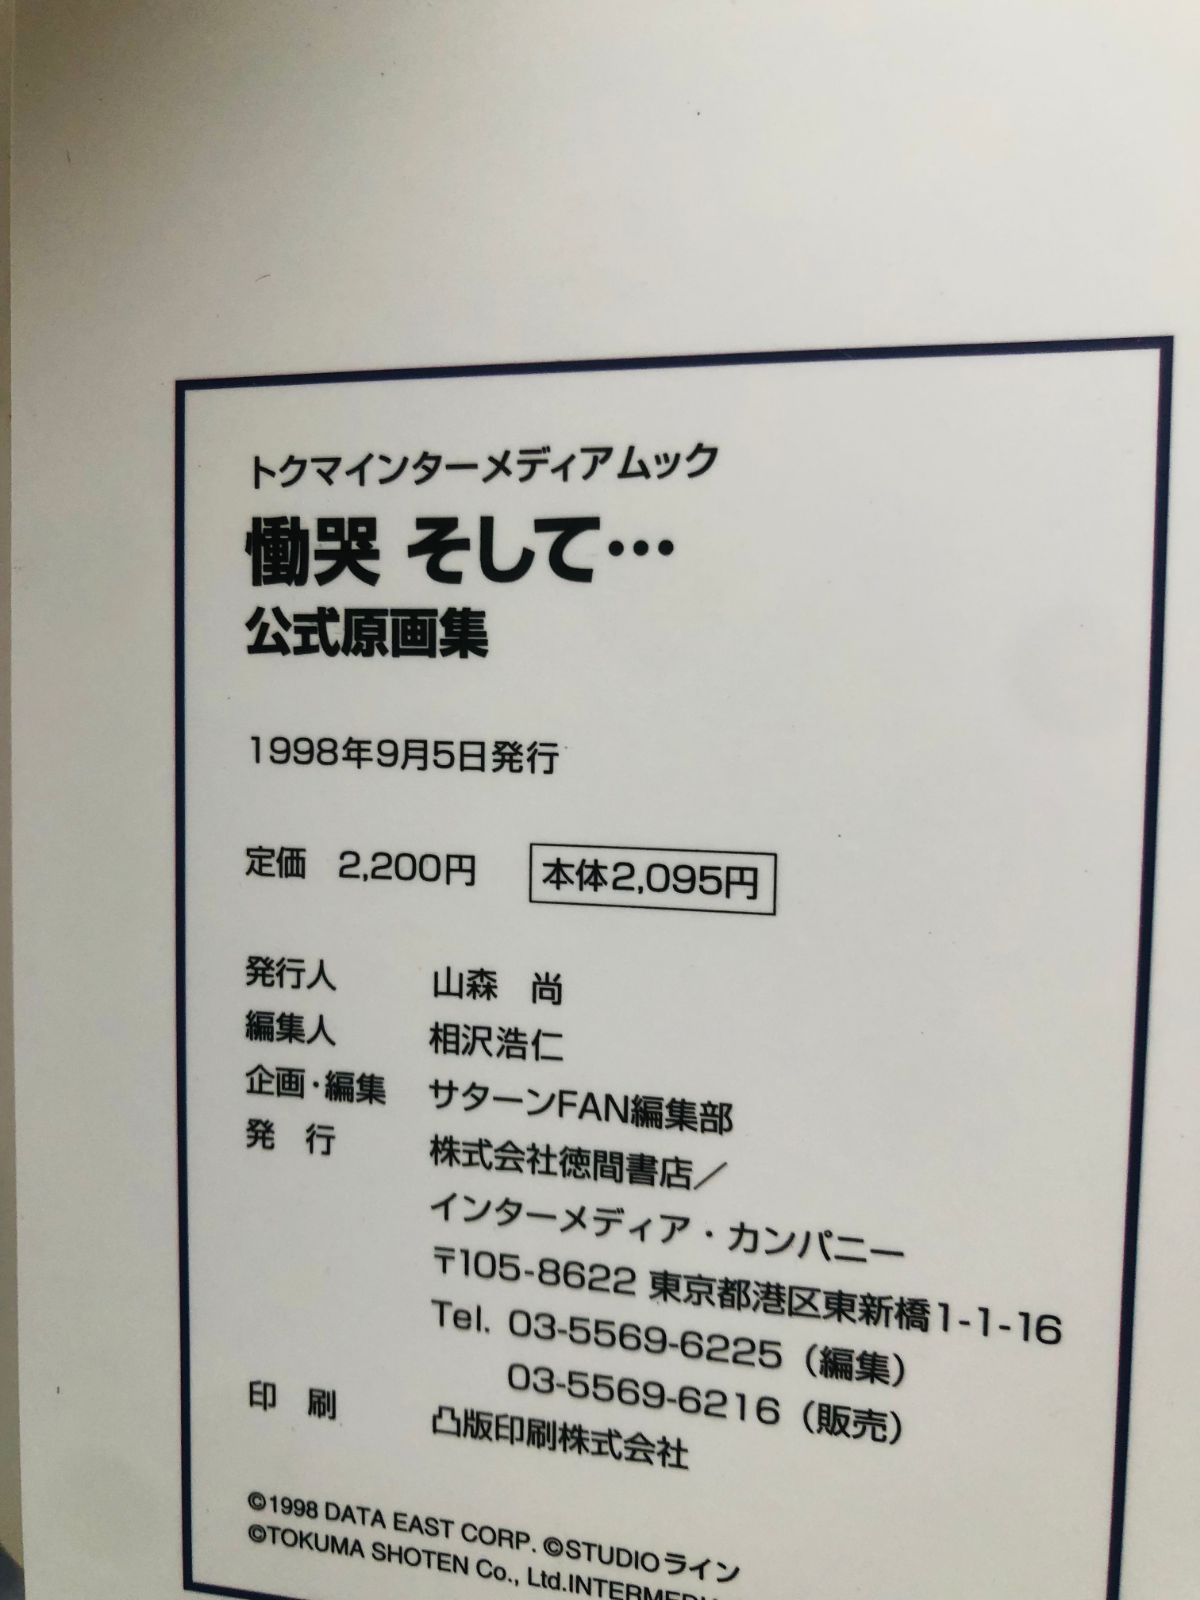 トクマインターメディアムック
慟哭 そして…
公式原画集
1998年9月5日発行
定価 2,200円 本体2,095円
発行人 山森 尚
編集人 相沢浩仁
企画・編集 サターンFAN編集部
発 行 株式会社徳間書店／
インターメディア・カンパニー
〒105-8622 東京都港区東新橋1-1-16
Tel. 03-5569-6225（編集）
03-5569-6216（販売）
印 刷 凸版印刷株式会社
©1998 DATA EAST CORP. ©STUDIOライン
©TOKUMA SHOTEN Co., Ltd.